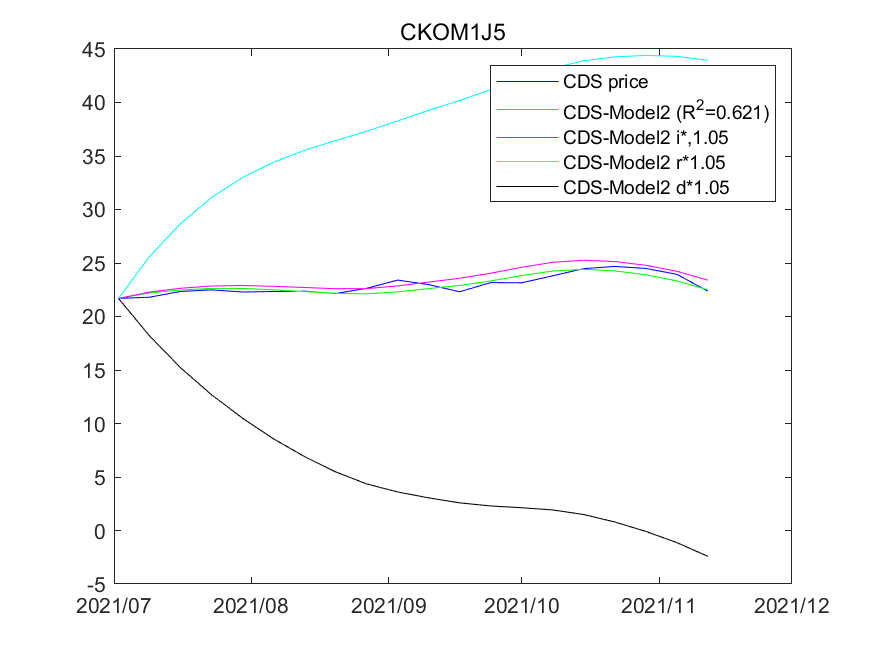 CKOM1J5
45
40
35
30
25
20
15
10
5
0
-5
CDS price
CDS-Model2 (R²=0.621)
CDS-Model2 i*,1.05
CDS-Model2 r*1.05
CDS-Model2 d*1.05
2021/07 2021/08 2021/09 2021/10 2021/11 2021/12